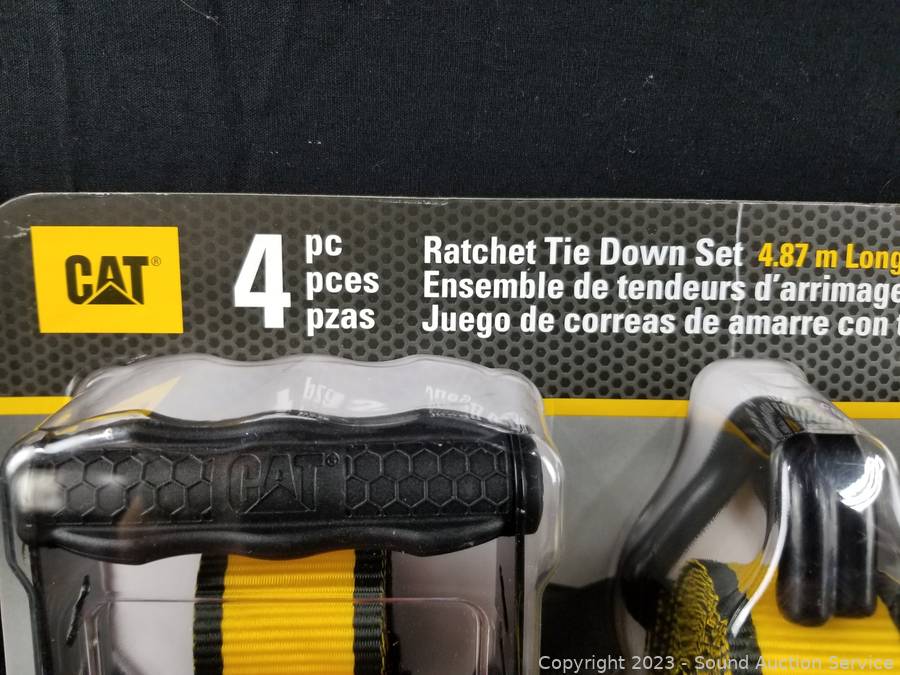 CAT®
4
pc
pces
pzas
Ratchet Tie Down Set 4.87 m Long
Ensemble de tendeurs d'arrimage
Juego de correas de amarre con
CAT®
Copyright 2023 - Sound Auction Service